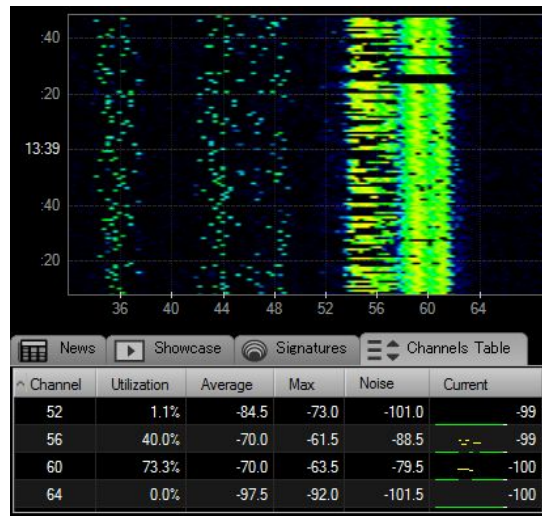 :40
:20
13:39
:40
:20
36 40 44 48 52 56 60 64
News Showcase Signatures Channels Table
^ Channel Utilization Average Max Noise Current
52 1.1% -84.5 -73.0 -101.0 -99
56 40.0% -70.0 -61.5 -88.5 -99
60 73.3% -70.0 -63.5 -79.5 -100
64 0.0% -97.5 -92.0 -101.5 -100